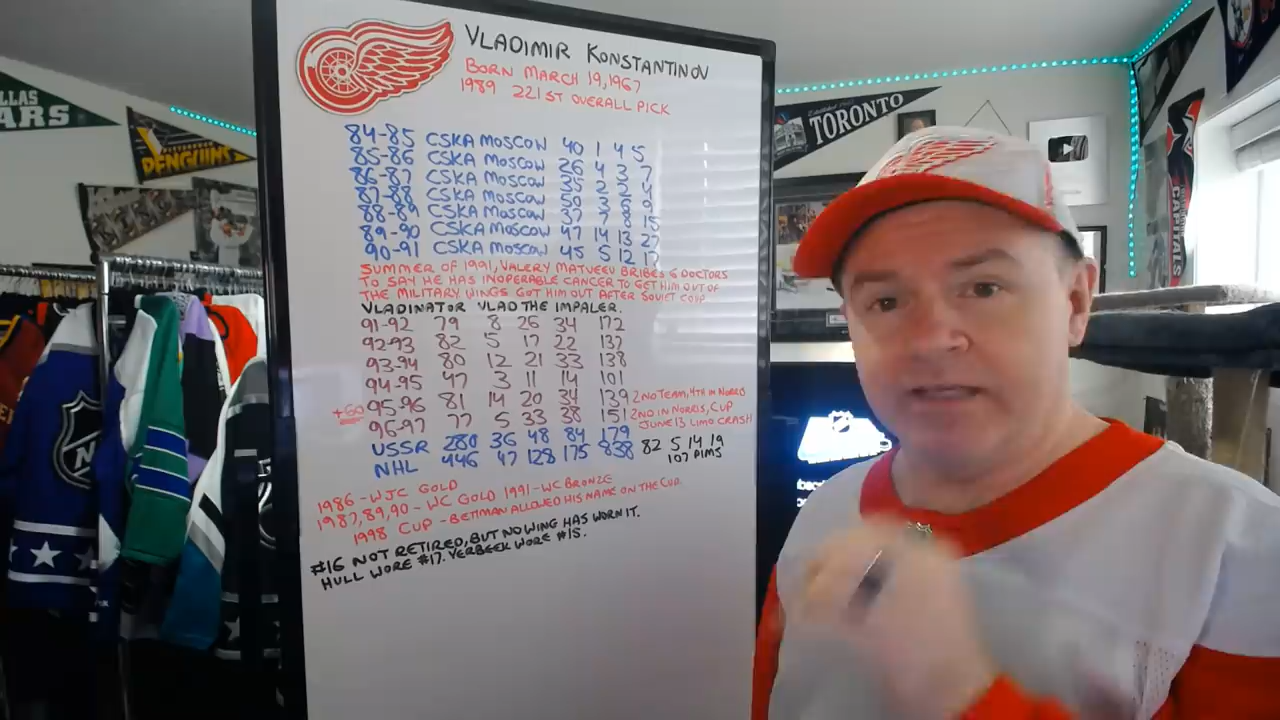 VLADIMIR KONSTANTINOV
BORN MARCH 19, 1967
1989 221ST OVERALL PICK
84-85 CSKA MOSCOW 40 1 4 5
85-86 CSKA MOSCOW 26 4 3 7
86-87 CSKA MOSCOW 35 2 2 4
87-88 CSKA MOSCOW 50 3 6 9
88-89 CSKA MOSCOW 37 7 8 15
89-90 CSKA MOSCOW 47 14 13 27
90-91 CSKA MOSCOW 45 5 12 17
SUMMER OF 1991, VALERY MATVEEV BRIBES 6 DOCTORS
TO SAY HE HAS INOPERABLE CANCER TO GET HIM OUT OF
THE MILITARY WINGS GOT HIM OUT AFTER SOVIET COUP
VLADINATOR VLAD THE IMPALER.
91-92 79 8 26 34 172
92-93 82 5 17 22 137
93-94 80 12 21 33 138
94-95 47 3 11 14 101
+60 95-96 81 14 20 34 139 2ND TEAM, 4TH IN NORRIS
96-97 77 5 33 38 151 2ND IN NORRIS, CUP
JUNE 13 LIMO CRASH
USSR 280 36 48 84 179
NHL 446 47 128 175 838 82 5 14 19
107 PIMS
1986 - WJC GOLD
1987, 89, 90 - WC GOLD 1991 - WC BRONZE
1998 CUP - BETTMAN ALLOWED HIS NAME ON THE CUP
#16 NOT RETIRED, BUT NO WING HAS WORN IT.
HULL WORE #17. VERBEEK WORE #15.
PENGUINS
TORONTO
CAPITALS